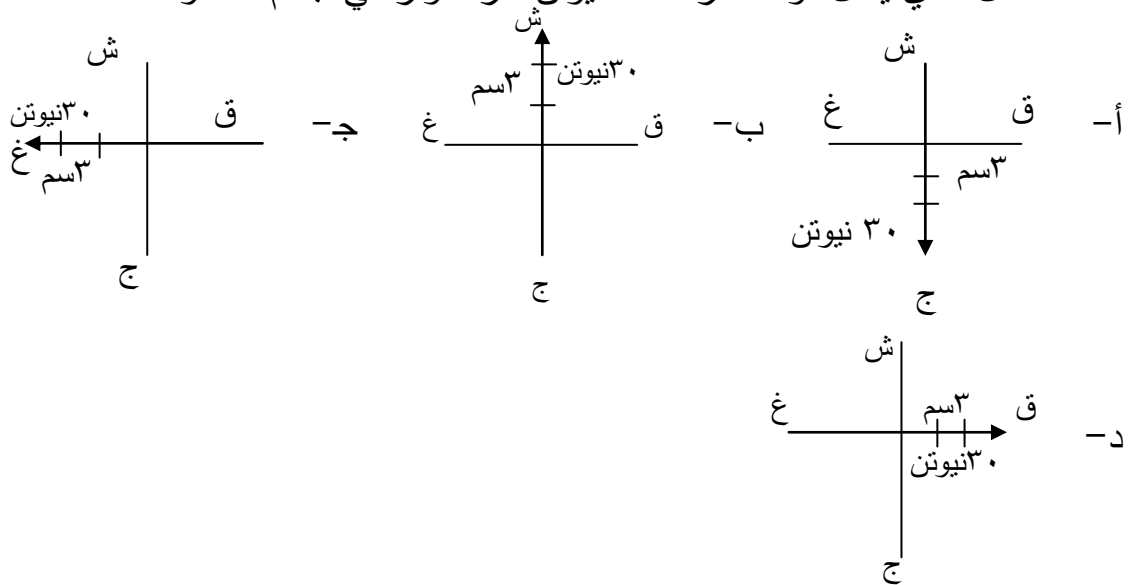 أ- ش غ ق ٣سم ٣٠ نيوتن ج
ب- ش ٣٠نيوتن ٣سم غ ق ج
جـ- ش ٣٠نيوتن ق غ ٣سم ج
د- ش غ ٣سم ق ٣٠نيوتن ج